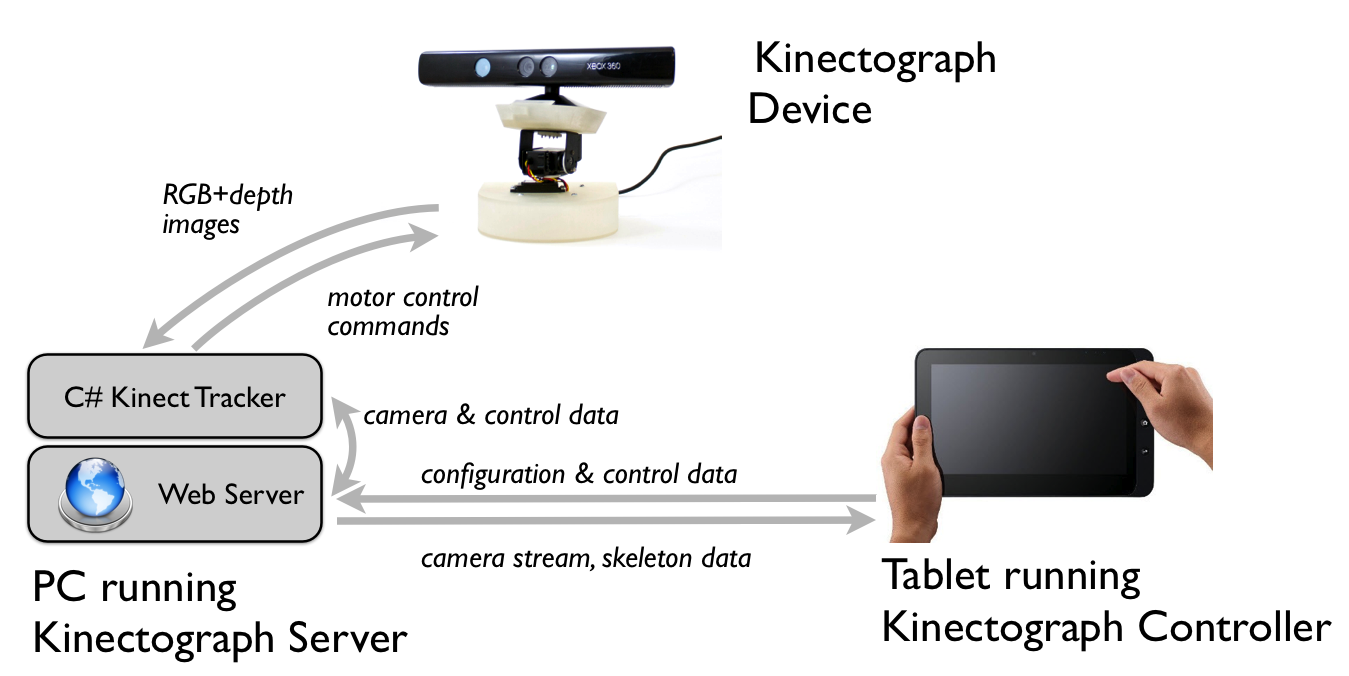 Kinectograph
Device
XBOX 360
RGB+depth
images
motor control
commands
C# Kinect Tracker
camera & control data
configuration & control data
Web Server
camera stream, skeleton data
PC running
Kinectograph Server
Tablet running
Kinectograph Controller